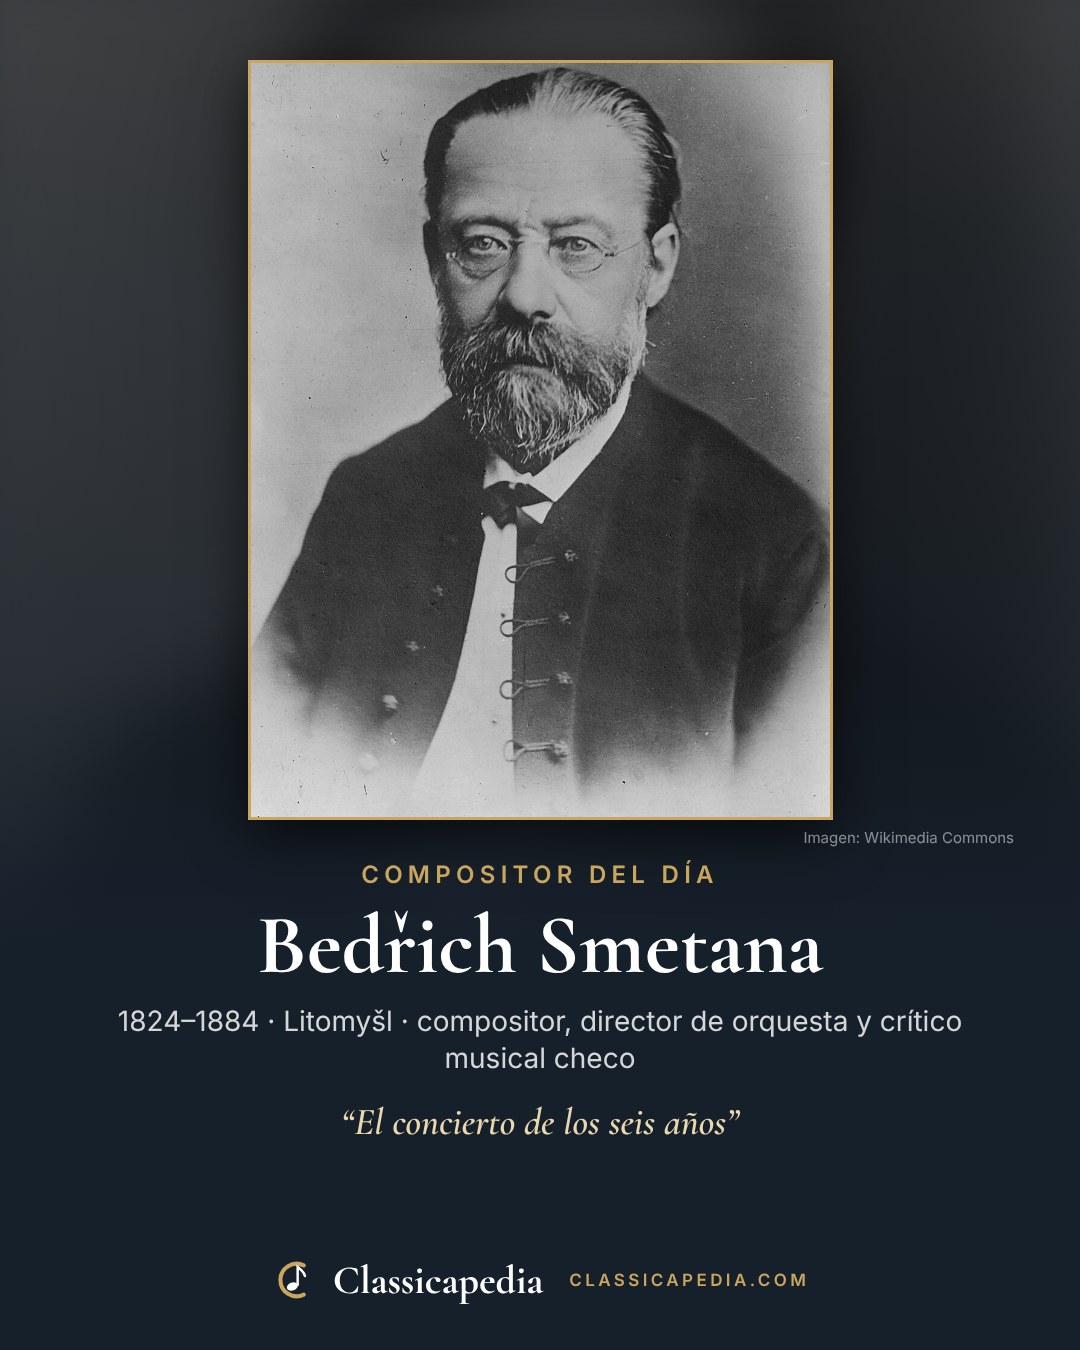 Imagen: Wikimedia Commons
COMPOSITOR DEL DÍA
Bedřich Smetana
1824–1884 · Litomyšl · compositor, director de orquesta y crítico
musical checo
“El concierto de los seis años”
Classicapedia CLASSICAPEDIA.COM